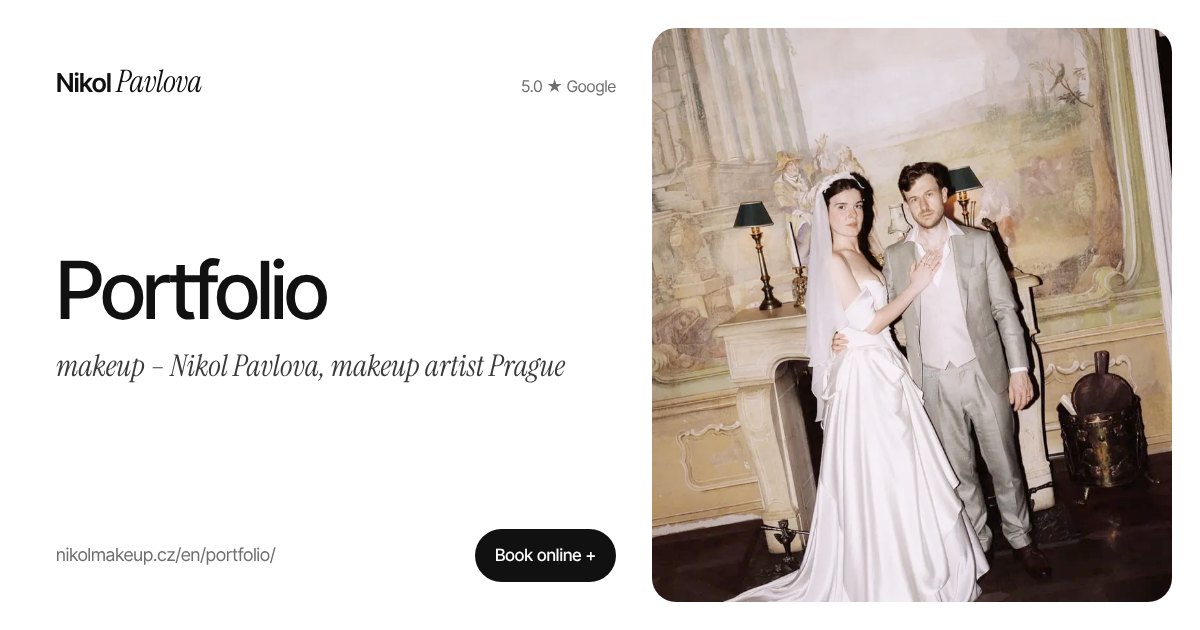 Nikol Pavlova
5.0 ★ Google
Portfolio
makeup – Nikol Pavlova, makeup artist Prague
nikolmakeup.cz/en/portfolio/
Book online +